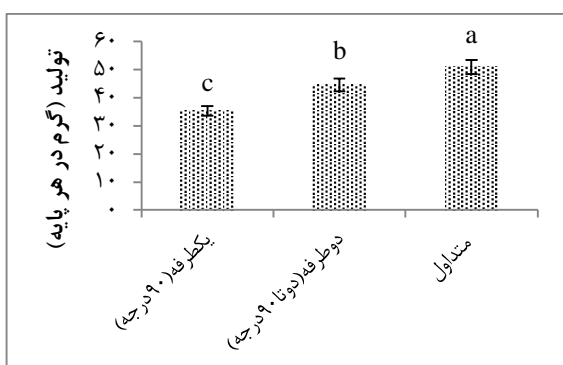 تولید (گرم در هر پایه)
۶۰
۵۰
۴۰
۳۰
۲۰
۱۰
۰
c
b
a
یکطرفه(۹۰درجه)
دوطرفه(دوتا۹۰درجه)
متداول